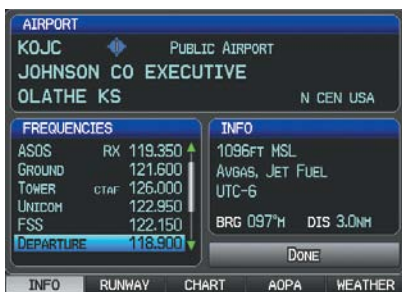 AIRPORT
KOJC PUBLIC AIRPORT
JOHNSON CO EXECUTIVE
OLATHE KS N CEN USA
FREQUENCIES
ASOS RX 119.350
GROUND 121.600
TOWER CTAF 126.000
UNICOM 122.950
FSS 122.150
DEPARTURE 118.900
INFO
1096FT MSL
AVGAS, JET FUEL
UTC-6
BRG 097°M DIS 3.0NM
DONE
INFO RUNWAY CHART AOPA WEATHER